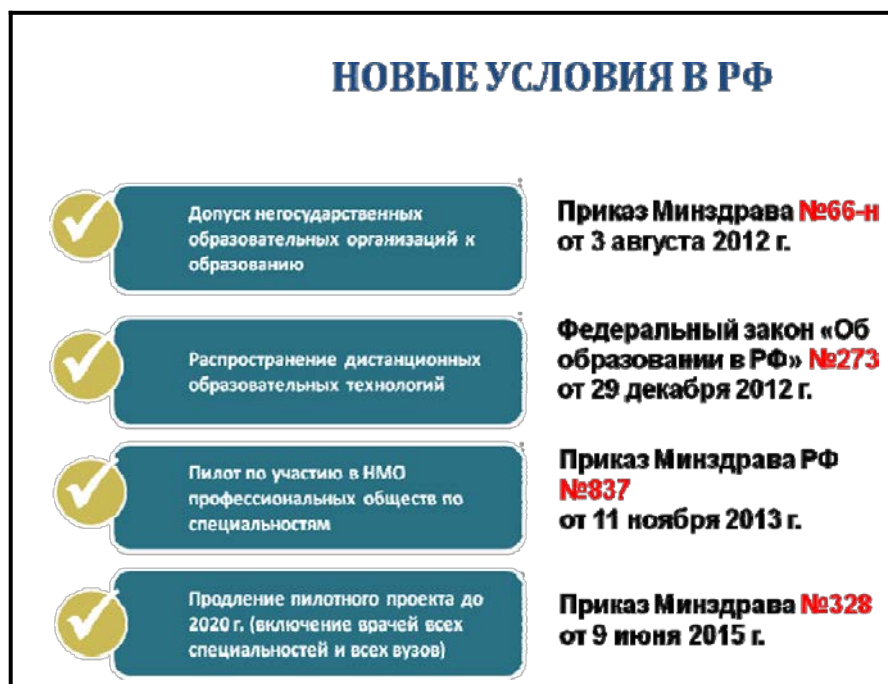 НОВЫЕ УСЛОВИЯ В РФ
Допуск негосударственных
образовательных организаций к
образованию
Приказ Минздрава №66-н
от 3 августа 2012 г.
Распространение дистанционных
образовательных технологий
Федеральный закон «Об
образовании в РФ» №273
от 29 декабря 2012 г.
Пилот по участию в НМО
профессиональных обществ по
специальностям
Приказ Минздрава РФ
№837
от 11 ноября 2013 г.
Продление пилотного проекта до
2020 г. (включение врачей всех
специальностей и всех вузов)
Приказ Минздрава №328
от 9 июня 2015 г.